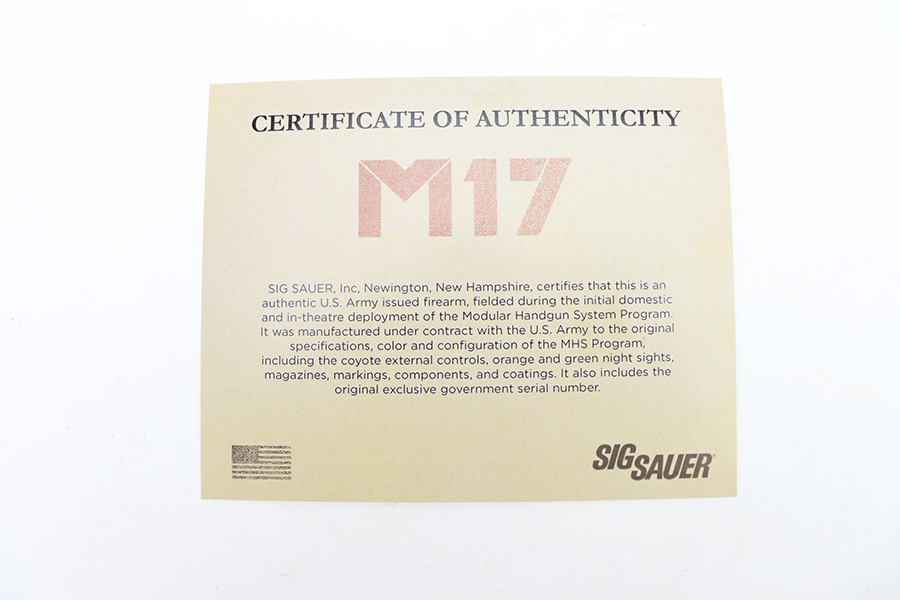 CERTIFICATE OF AUTHENTICITY
M17
SIG SAUER, Inc, Newington, New Hampshire, certifies that this is an
authentic U.S. Army issued firearm, fielded during the initial domestic
and in-theatre deployment of the Modular Handgun System Program.
It was manufactured under contract with the U.S. Army to the original
specifications, color and configuration of the MHS Program,
including the coyote external controls, orange and green night sights,
magazines, markings, components, and coatings. It also includes the
original exclusive government serial number.
SIG SAUER®